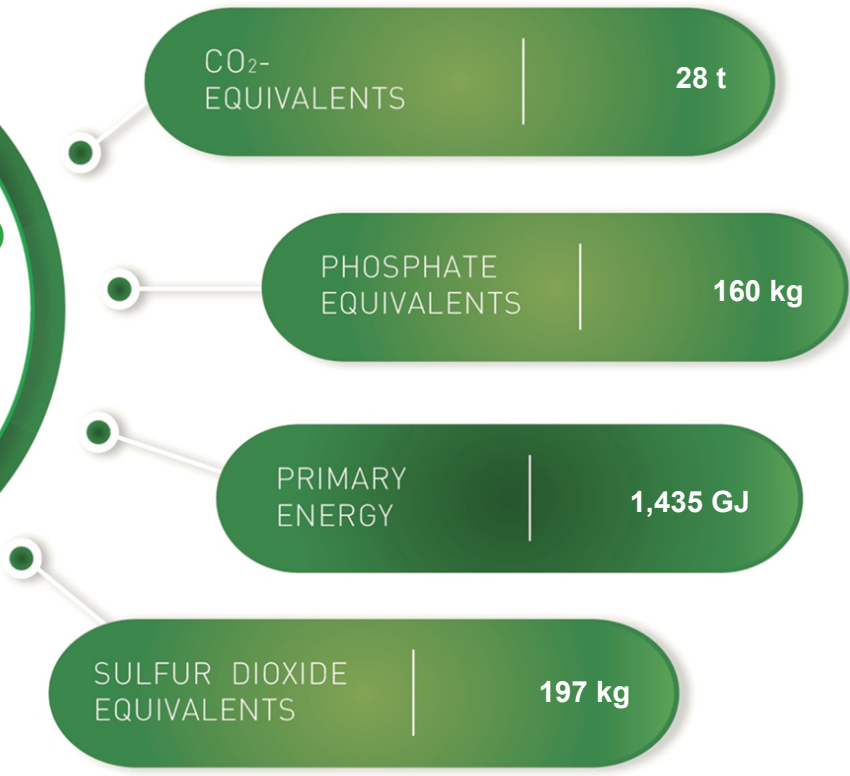 CO₂-
EQUIVALENTS
28 t
PHOSPHATE
EQUIVALENTS
160 kg
PRIMARY
ENERGY
1,435 GJ
SULFUR DIOXIDE
EQUIVALENTS
197 kg